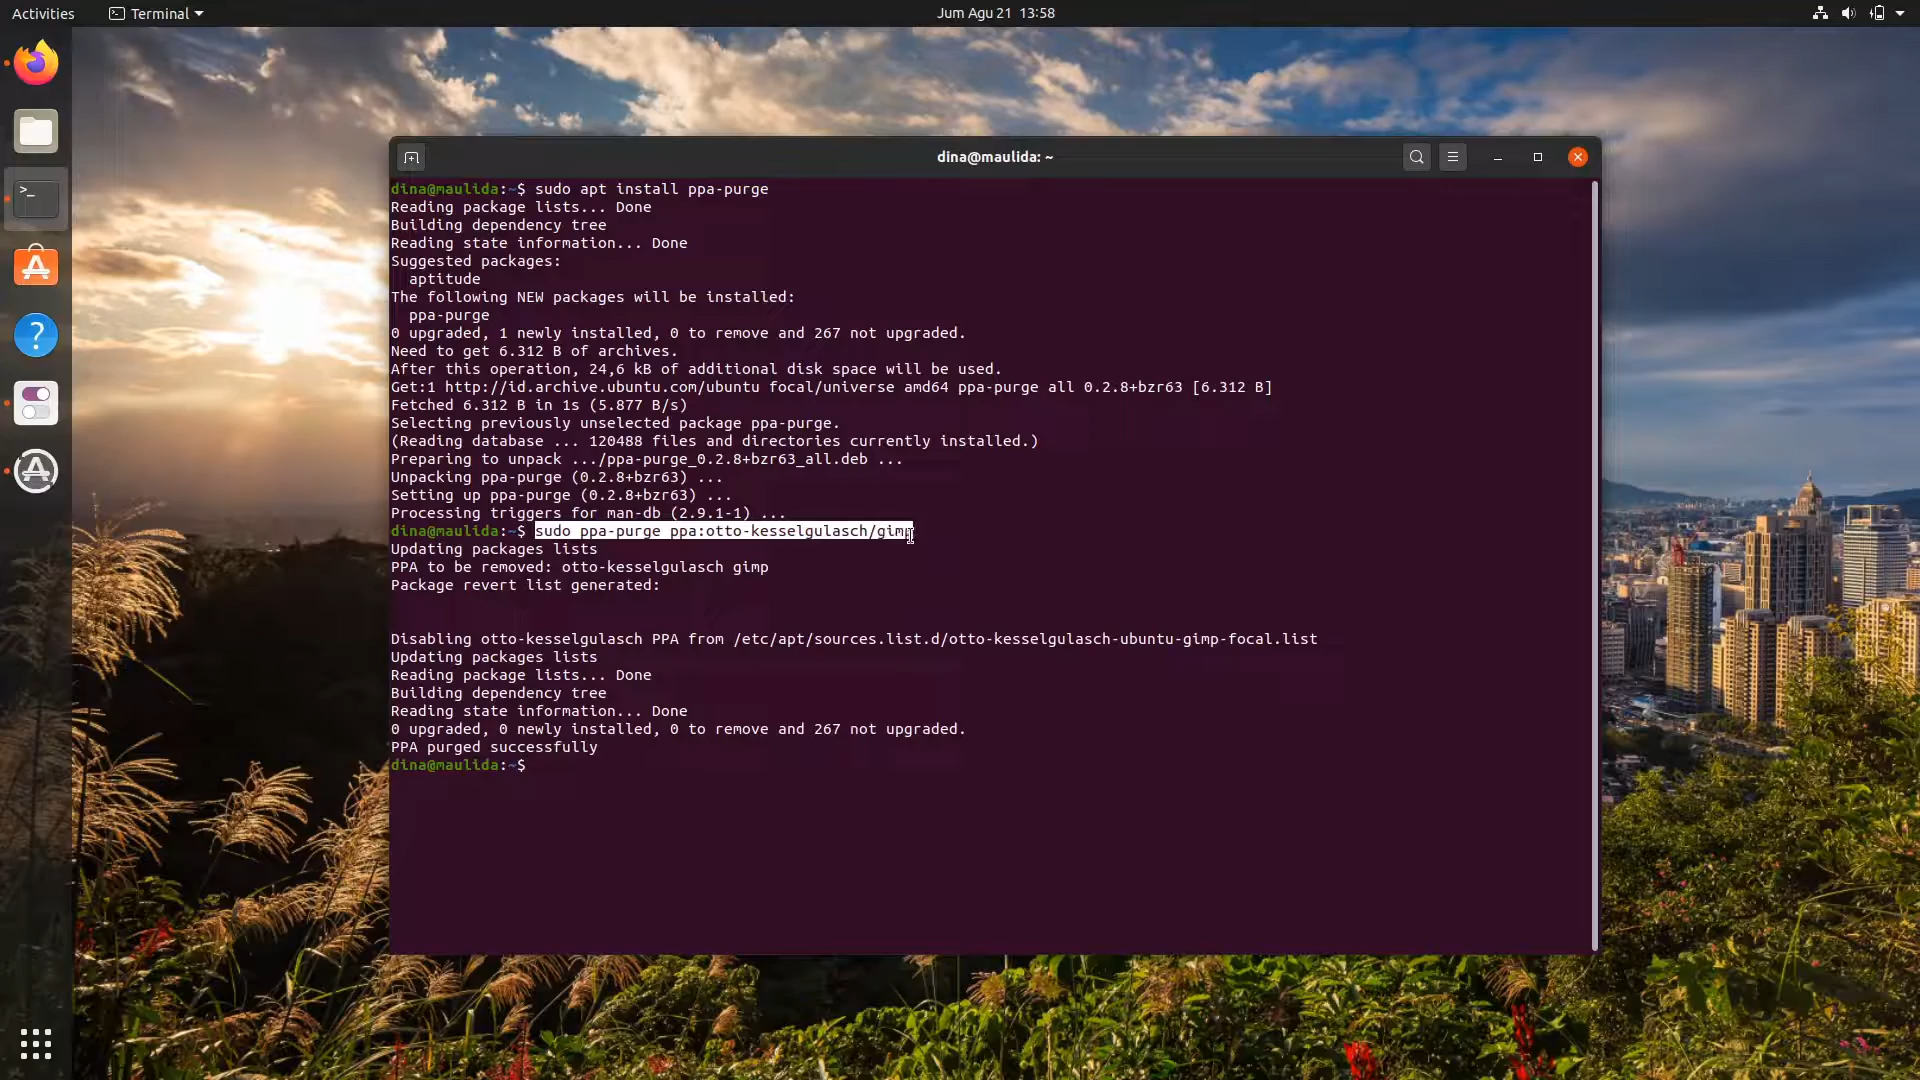 Activities Terminal Jum Agu 21 13:58
dina@maulida: ~
dina@maulida:~$ sudo apt install ppa-purge
Reading package lists... Done
Building dependency tree
Reading state information... Done
Suggested packages:
aptitude
The following NEW packages will be installed:
ppa-purge
0 upgraded, 1 newly installed, 0 to remove and 267 not upgraded.
Need to get 6.312 B of archives.
After this operation, 24,6 kB of additional disk space will be used.
Get:1 http://id.archive.ubuntu.com/ubuntu focal/universe amd64 ppa-purge all 0.2.8+bzr63 [6.312 B]
Fetched 6.312 B in 1s (5.877 B/s)
Selecting previously unselected package ppa-purge.
(Reading database ... 120488 files and directories currently installed.)
Preparing to unpack .../ppa-purge_0.2.8+bzr63_all.deb ...
Unpacking ppa-purge (0.2.8+bzr63) ...
Setting up ppa-purge (0.2.8+bzr63) ...
Processing triggers for man-db (2.9.1-1) ...
dina@maulida:~$ sudo ppa-purge ppa:otto-kesselgulasch/gimp
Updating packages lists
PPA to be removed: otto-kesselgulasch gimp
Package revert list generated:
Disabling otto-kesselgulasch PPA from /etc/apt/sources.list.d/otto-kesselgulasch-ubuntu-gimp-focal.list
Updating packages lists
Reading package lists... Done
Building dependency tree
Reading state information... Done
0 upgraded, 0 newly installed, 0 to remove and 267 not upgraded.
PPA purged successfully
dina@maulida:~$